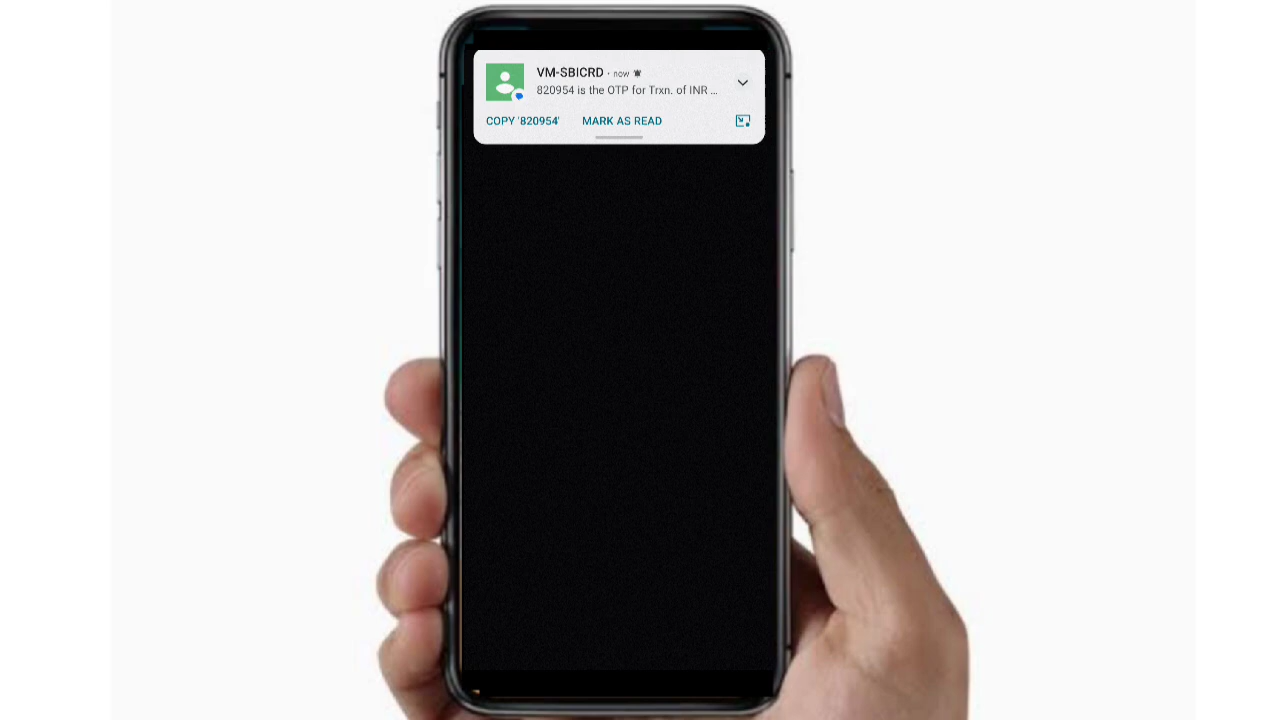 VM-SBICRD · now
820954 is the OTP for Trxn. of INR ...
COPY '820954' MARK AS READ